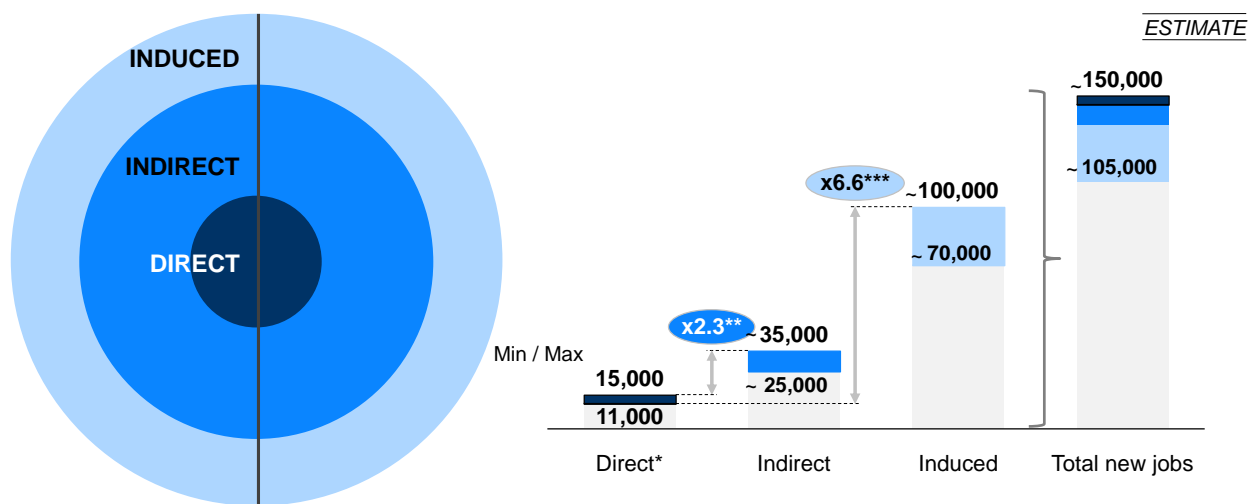 ESTIMATE
INDUCED
INDIRECT
DIRECT
~150,000
~105,000
x6.6***
~100,000
~ 70,000
x2.3**
~ 35,000
~ 25,000
Min / Max
15,000
11,000
Direct*
Indirect
Induced
Total new jobs